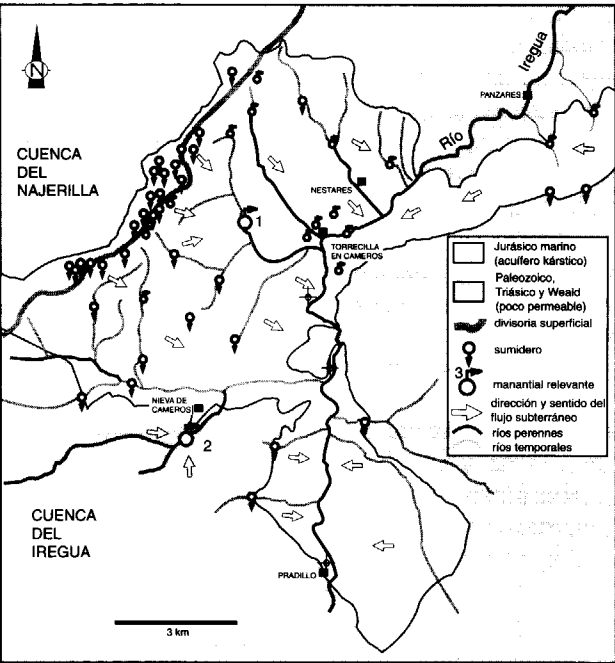 N
CUENCA
DEL
NAJERILLA
Río Iregua
PANZARES
NESTARES
1
TORRECILLA
EN CAMEROS
Jurásico marino
(acuífero kárstico)
Paleozoico,
Triásico y Weald
(poco permeable)
divisoria superficial
sumidero
3
manantial relevante
dirección y sentido del
flujo subterráneo
ríos perennes
ríos temporales
NIEVA DE
CAMEROS
2
CUENCA
DEL
IREGUA
PRADILLO
3 km